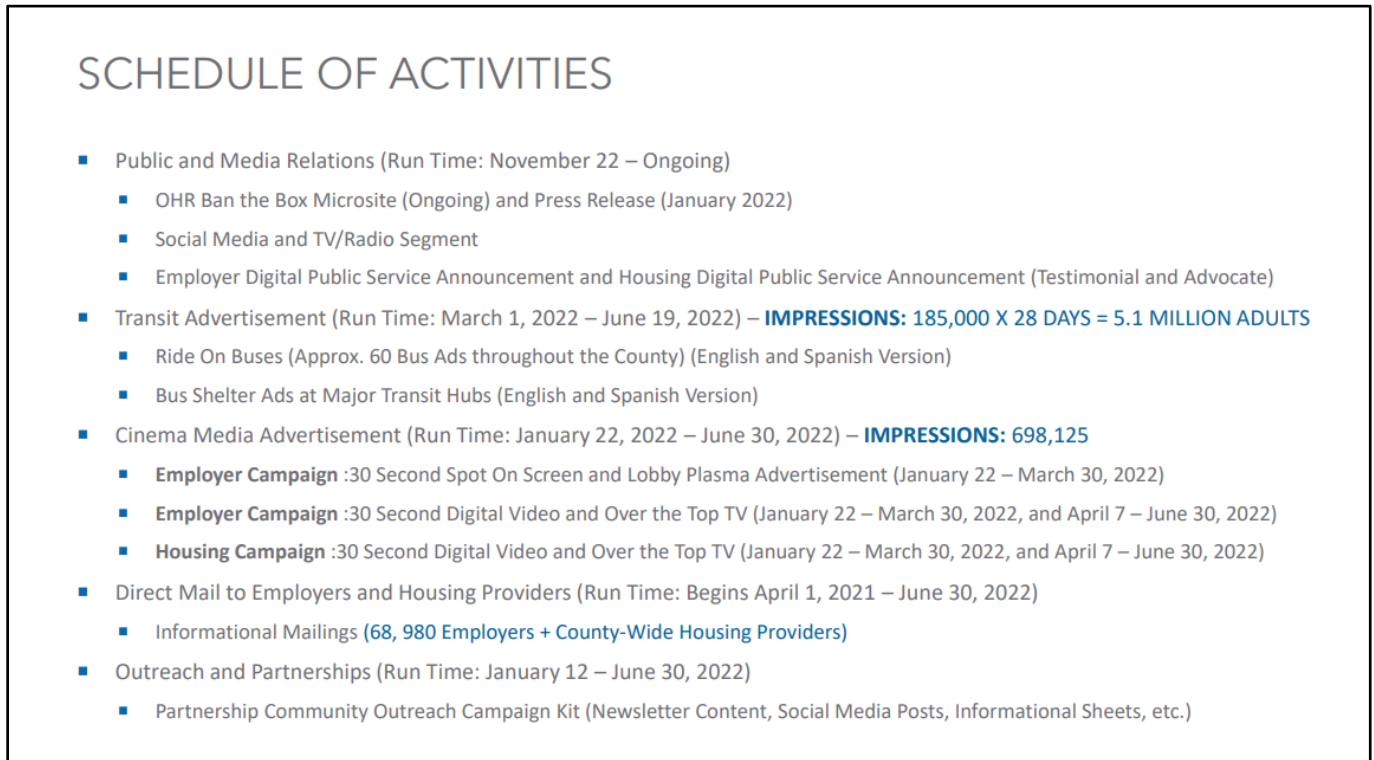 SCHEDULE OF ACTIVITIES
▪ Public and Media Relations (Run Time: November 22 – Ongoing)
▪ OHR Ban the Box Microsite (Ongoing) and Press Release (January 2022)
▪ Social Media and TV/Radio Segment
▪ Employer Digital Public Service Announcement and Housing Digital Public Service Announcement (Testimonial and Advocate)
▪ Transit Advertisement (Run Time: March 1, 2022 – June 19, 2022) – IMPRESSIONS: 185,000 X 28 DAYS = 5.1 MILLION ADULTS
▪ Ride On Buses (Approx. 60 Bus Ads throughout the County) (English and Spanish Version)
▪ Bus Shelter Ads at Major Transit Hubs (English and Spanish Version)
▪ Cinema Media Advertisement (Run Time: January 22, 2022 – June 30, 2022) – IMPRESSIONS: 698,125
▪ Employer Campaign :30 Second Spot On Screen and Lobby Plasma Advertisement (January 22 – March 30, 2022)
▪ Employer Campaign :30 Second Digital Video and Over the Top TV (January 22 – March 30, 2022, and April 7 – June 30, 2022)
▪ Housing Campaign :30 Second Digital Video and Over the Top TV (January 22 – March 30, 2022, and April 7 – June 30, 2022)
▪ Direct Mail to Employers and Housing Providers (Run Time: Begins April 1, 2021 – June 30, 2022)
▪ Informational Mailings (68, 980 Employers + County-Wide Housing Providers)
▪ Outreach and Partnerships (Run Time: January 12 – June 30, 2022)
▪ Partnership Community Outreach Campaign Kit (Newsletter Content, Social Media Posts, Informational Sheets, etc.)